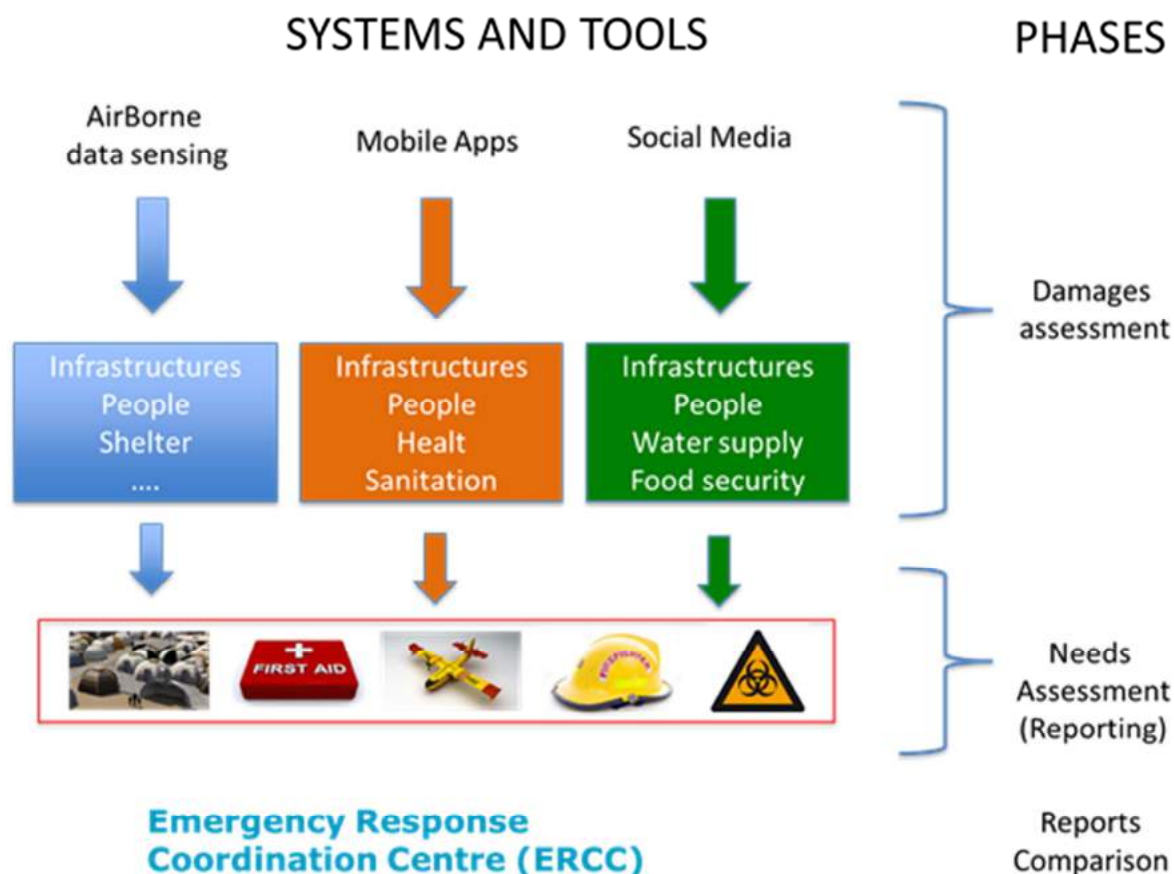 SYSTEMS AND TOOLS
PHASES
AirBorne
data sensing
Mobile Apps
Social Media
Damages
assessment
Infrastructures
People
Shelter
....
Infrastructures
People
Healt
Sanitation
Infrastructures
People
Water supply
Food security
FIRST AID
Needs
Assessment
(Reporting)
Emergency Response
Coordination Centre (ERCC)
Reports
Comparison